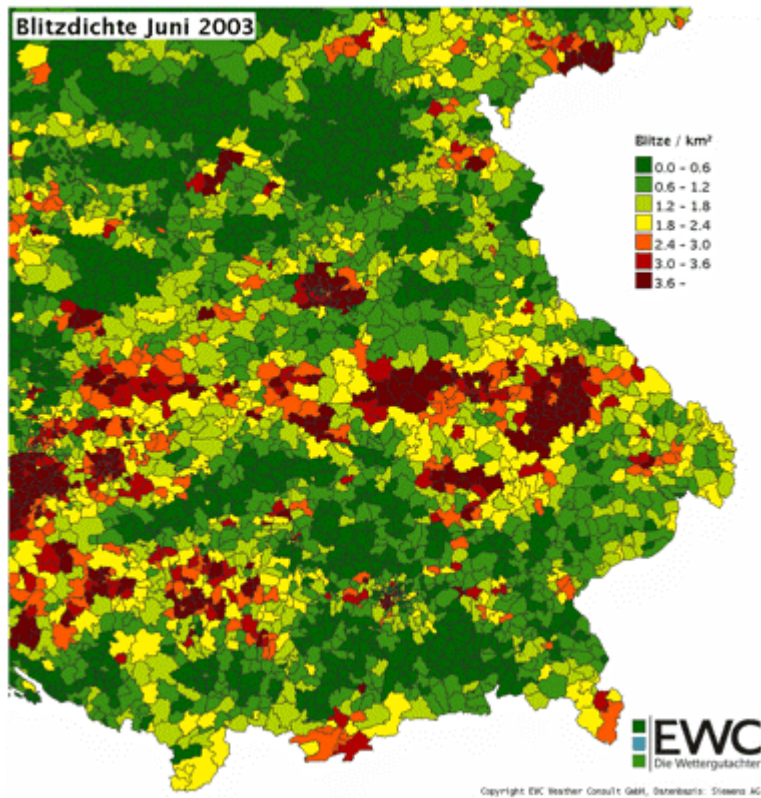 Blitzdichte Juni 2003
Blitze / km²
0.0 - 0.6
0.6 - 1.2
1.2 - 1.8
1.8 - 2.4
2.4 - 3.0
3.0 - 3.6
3.6 -
EWC
Die Wettergutachter
Copyright EWC Weather Consult GmbH, Datenbasis: Siemens AG